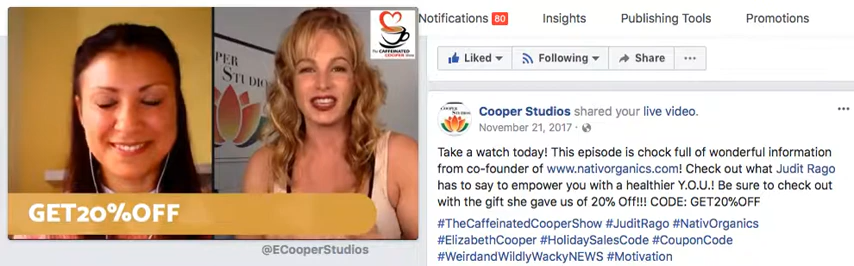 The CAFFEINATED
COOPER Show
OOPER
STUDIO
GET20%OFF
@ECooperStudios
Notifications 80 Insights Publishing Tools Promotions
Liked Following Share ...
Cooper Studios shared your live video.
November 21, 2017 ·
Take a watch today! This episode is chock full of wonderful information
from co-founder of www.nativorganics.com! Check out what Judit Rago
has to say to empower you with a healthier Y.O.U.! Be sure to check out
with the gift she gave us of 20% Off!!! CODE: GET20%OFF
#TheCaffeinatedCooperShow #JuditRago #NativOrganics
#ElizabethCooper #HolidaySalesCode #CouponCode
#WeirdandWildlyWackyNEWS #Motivation